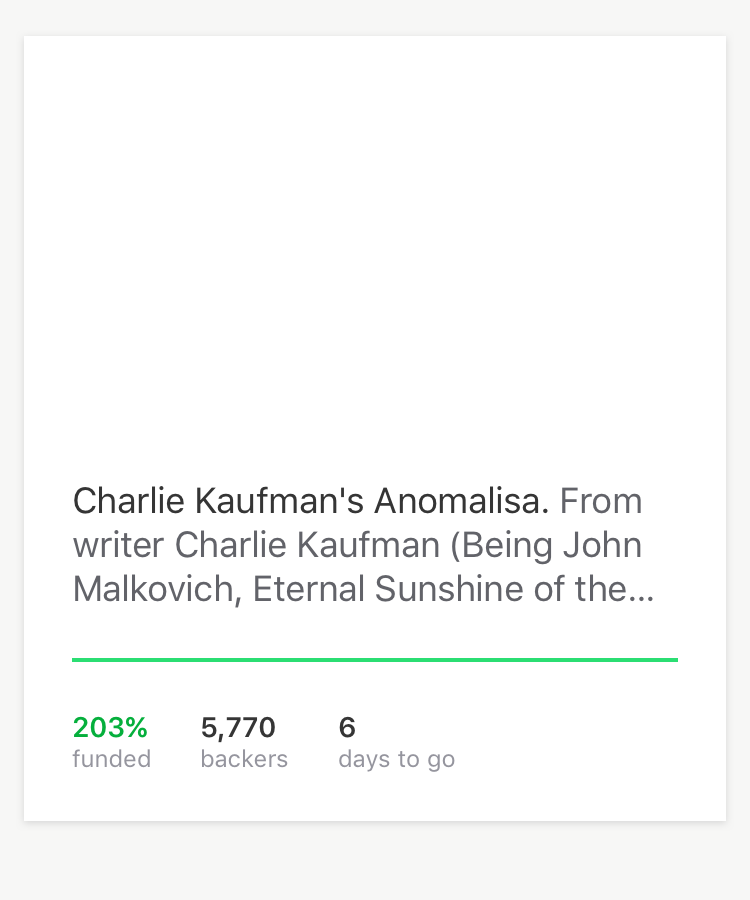 Charlie Kaufman's Anomalisa. From
writer Charlie Kaufman (Being John
Malkovich, Eternal Sunshine of the...
203% 5,770 6
funded backers days to go